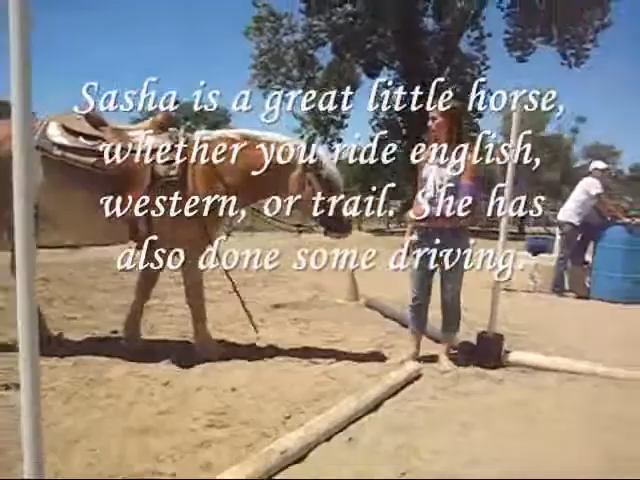 Sasha is a great little horse,
whether you ride english,
western, or trail. She has
also done some driving.